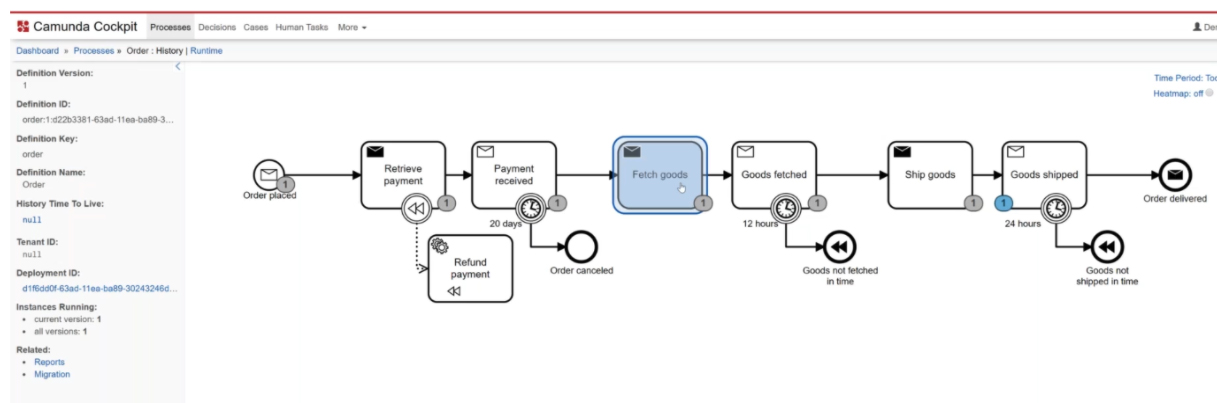 Camunda Cockpit Processes Decisions Cases Human Tasks More
Dashboard » Processes » Order : History | Runtime
Definition Version:
1
Definition ID:
order:1:d22b3381-63ad-11ea-ba89-3...
Definition Key:
order
Definition Name:
Order
History Time To Live:
null
Tenant ID:
null
Deployment ID:
d1f6dd0f-63ad-11ea-ba89-30243246d...
Instances Running:
• current version: 1
• all versions: 1
Related:
• Reports
• Migration
Time Period:
Heatmap: off
Order placed
1
Retrieve
payment
1
Refund
payment
Payment
received
1
20 days
Order canceled
Fetch goods
1
Goods fetched
1
12 hours
Goods not fetched
in time
Ship goods
1
Goods shipped
1
24 hours
Goods not
shipped in time
Order delivered